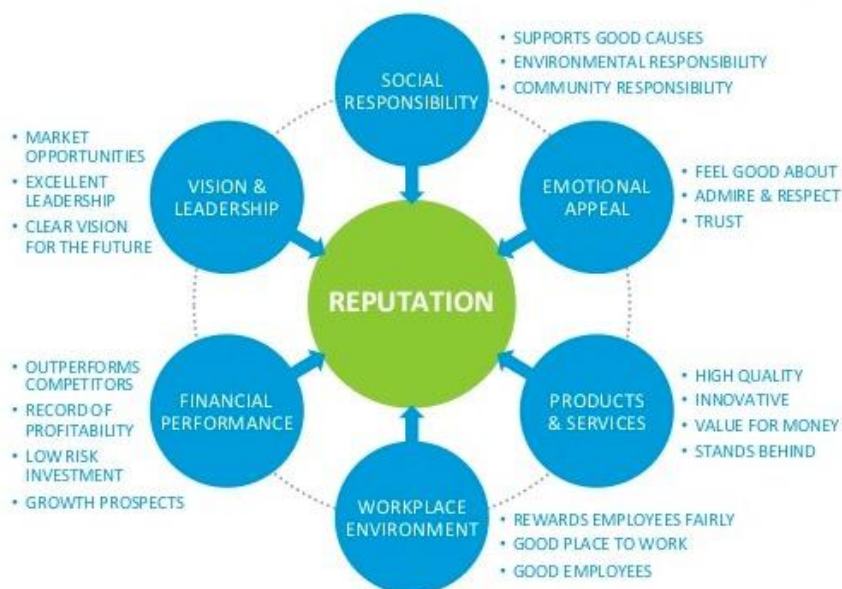 SOCIAL
RESPONSIBILITY
• SUPPORTS GOOD CAUSES
• ENVIRONMENTAL RESPONSIBILITY
• COMMUNITY RESPONSIBILITY
• MARKET
OPPORTUNITIES
• EXCELLENT
LEADERSHIP
• CLEAR VISION
FOR THE FUTURE
VISION &
LEADERSHIP
EMOTIONAL
APPEAL
• FEEL GOOD ABOUT
• ADMIRE & RESPECT
• TRUST
REPUTATION
• OUTPERFORMS
COMPETITORS
• RECORD OF
PROFITABILITY
• LOW RISK
INVESTMENT
• GROWTH PROSPECTS
FINANCIAL
PERFORMANCE
PRODUCTS
& SERVICES
• HIGH QUALITY
• INNOVATIVE
• VALUE FOR MONEY
• STANDS BEHIND
WORKPLACE
ENVIRONMENT
• REWARDS EMPLOYEES FAIRLY
• GOOD PLACE TO WORK
• GOOD EMPLOYEES